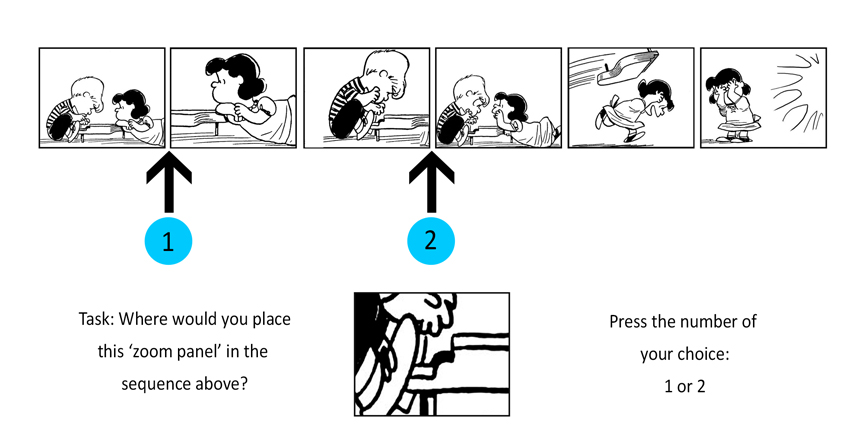 1
2
Task: Where would you place
this ‘zoom panel’ in the
sequence above?
Press the number of
your choice:
1 or 2